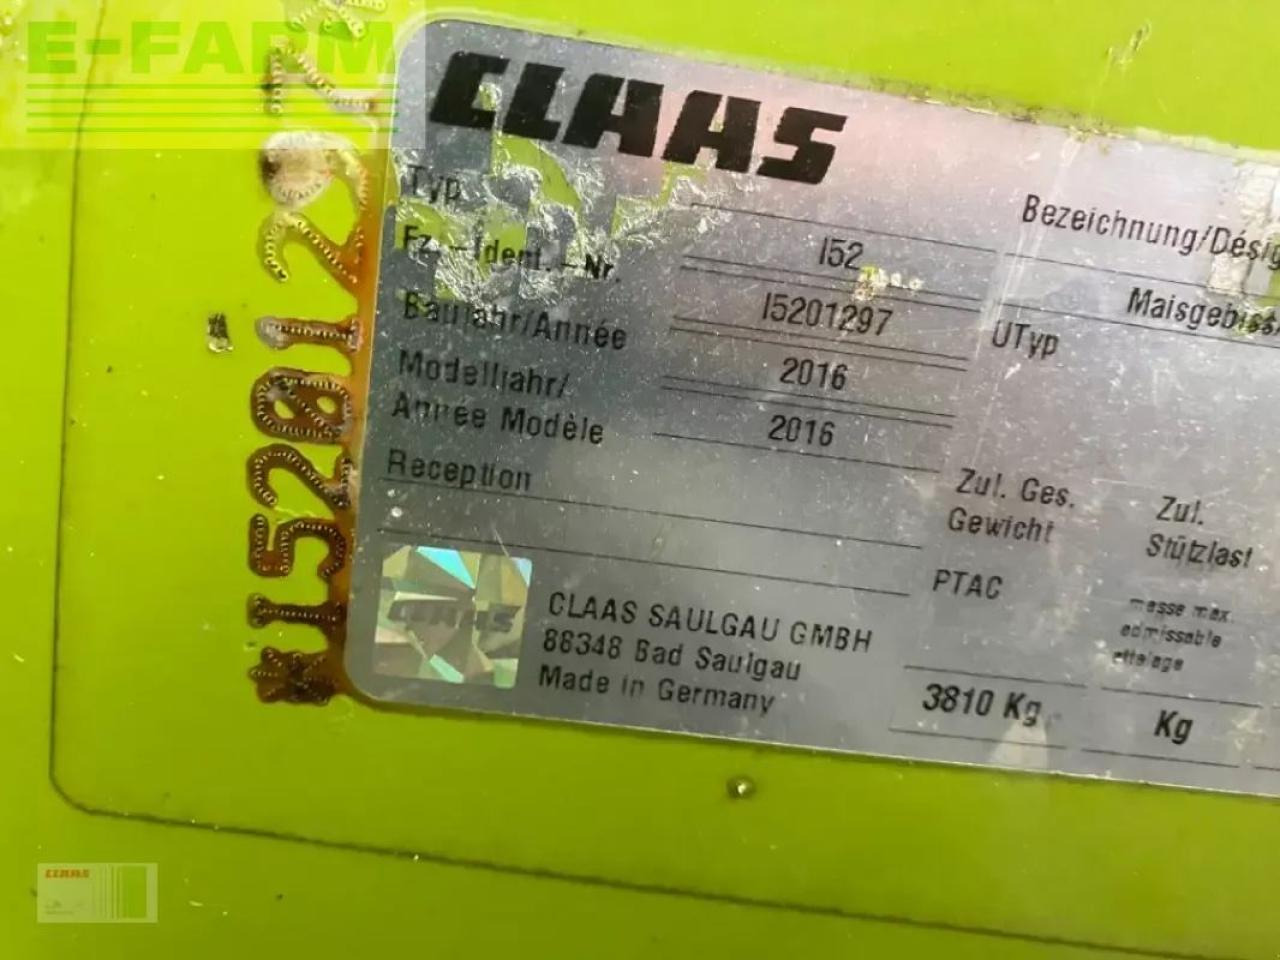 E-FARM
CLAAS
Typ
I52
Bezeichnung/Désig
Fz.-Ident.-Nr.
I5201297
Maisgebiss
Baujahr/Année
2016
UTyp
Modelljahr/
Année Modèle
2016
Reception
Zul. Ges.
Gewicht
Zul.
Stützlast
PTAC
masse max.
admissable
attelage
CLAAS
CLAAS SAULGAU GMBH
88348 Bad Saulgau
Made in Germany
3810 Kg
Kg
*I5201297
CLAAS